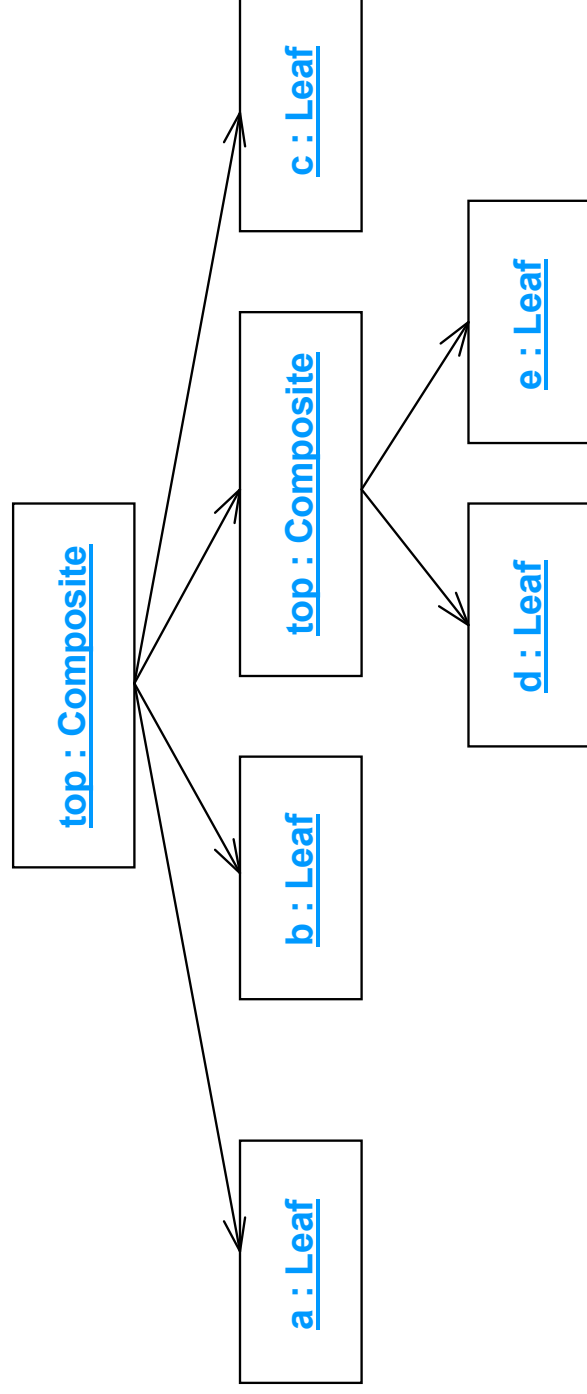 top : Composite
a : Leaf
b : Leaf
top : Composite
c : Leaf
d : Leaf
e : Leaf